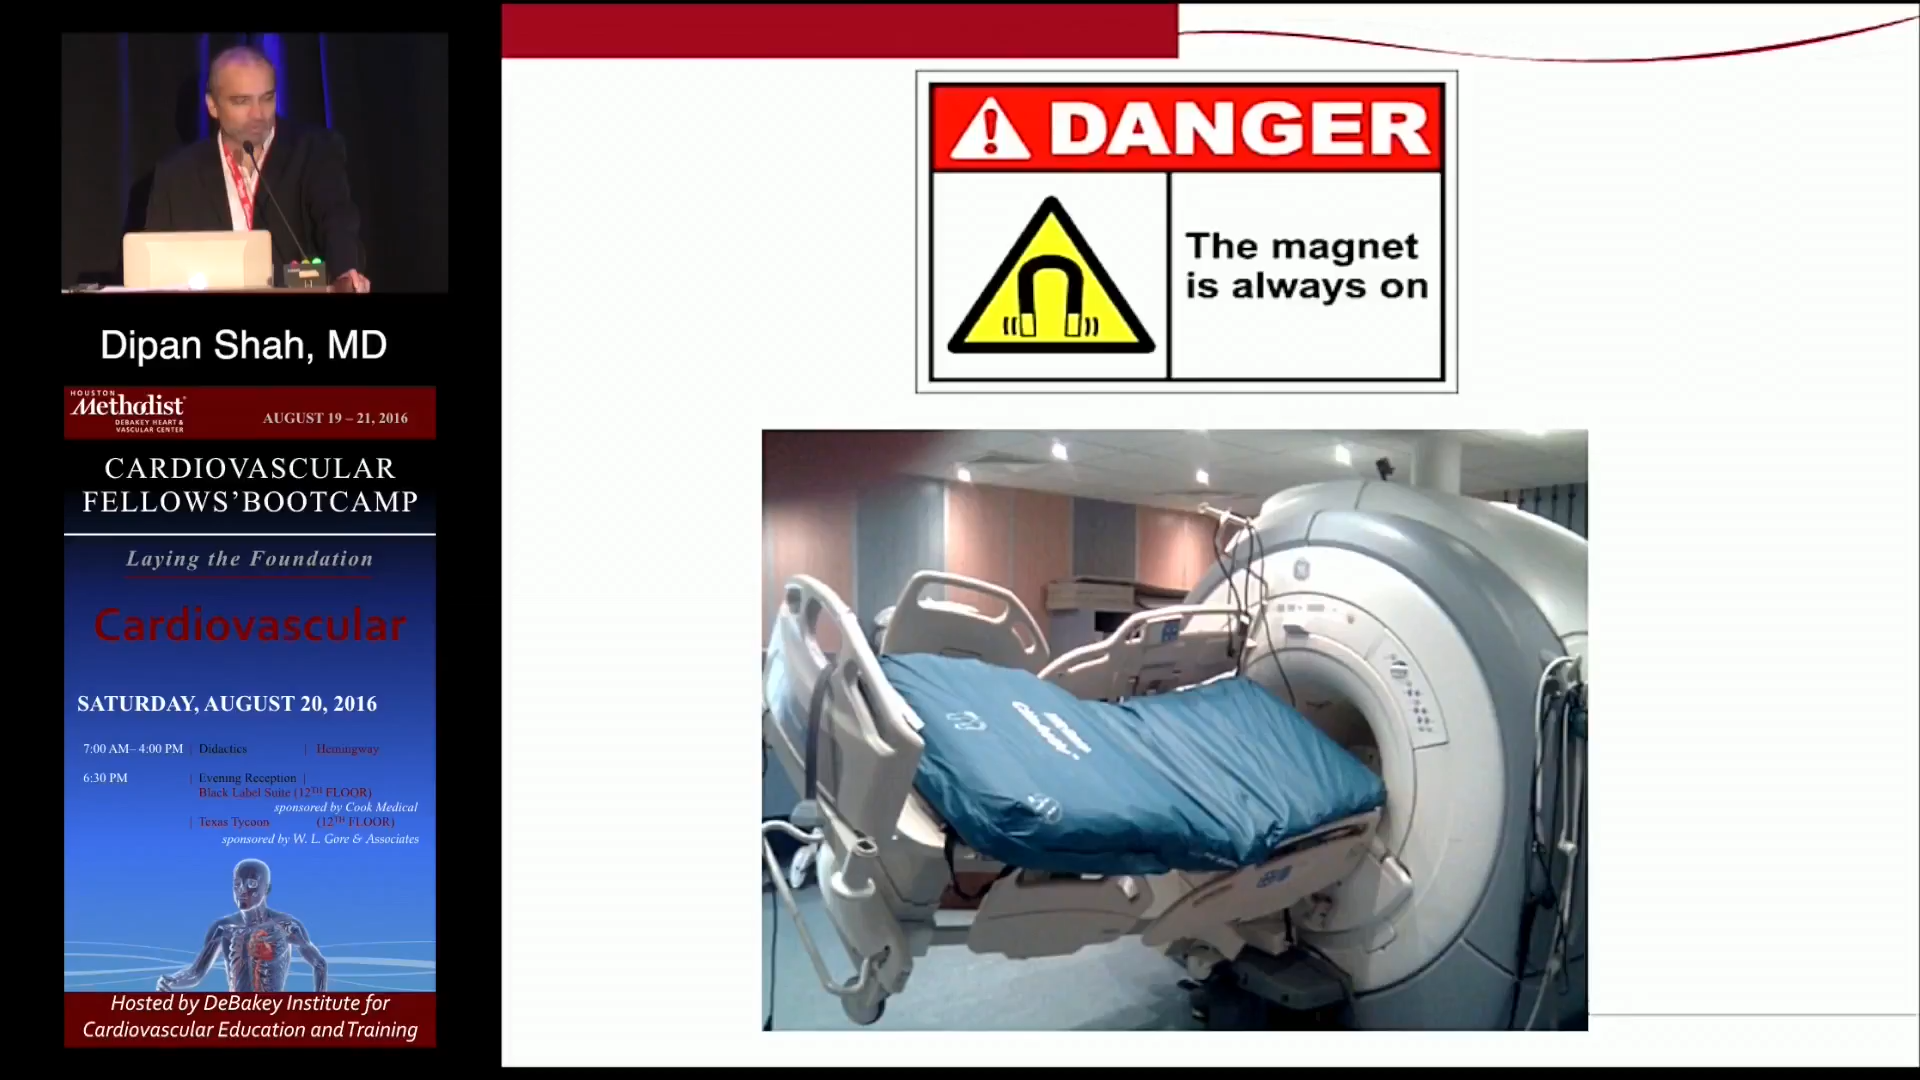 Dipan Shah, MD
HOUSTON
Methodist
DEBAKEY HEART &
VASCULAR CENTER
AUGUST 19 – 21, 2016
CARDIOVASCULAR
FELLOWS’BOOTCAMP
Laying the Foundation
Cardiovascular
SATURDAY, AUGUST 20, 2016
7:00 AM– 4:00 PM | Didactics | Hemingway
6:30 PM | Evening Reception |
Black Label Suite (12TH FLOOR)
sponsored by Cook Medical
| Texas Tycoon (12TH FLOOR)
sponsored by W. L. Gore & Associates
Hosted by DeBakey Institute for
Cardiovascular Education and Training
DANGER
The magnet
is always on